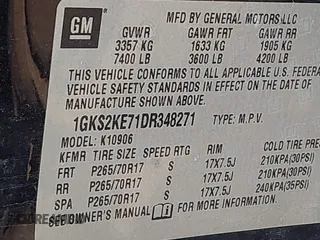 GM
MFD BY GENERAL MOTORS LLC
GVWR GAWR FRT GAWR RR
3357 KG 1633 KG 1905 KG
7400 LB 3600 LB 4200 LB
THIS VEHICLE CONFORMS TO ALL APPLICABLE U.S. FEDERAL MOTOR
VEHICLE SAFETY STANDARDS IN EFFECT ON THE DATE OF
MANUFACTURE SHOWN ABOVE.
1GKS2KE71DR348271 TYPE: M.P.V.
MODEL: K10906
KFMR TIRE SIZE SPEED RTG RIM COLD TIRE PRES
FRT P265/70R17 S 17X7.5J 210KPA(30PSI)
RR P265/70R17 S 17X7.5J 210KPA(30PSI)
SPA P265/70R17 S 17X7.5J 240KPA(35PSI)
SEE OWNER'S MANUAL FOR MORE INFORMATION.